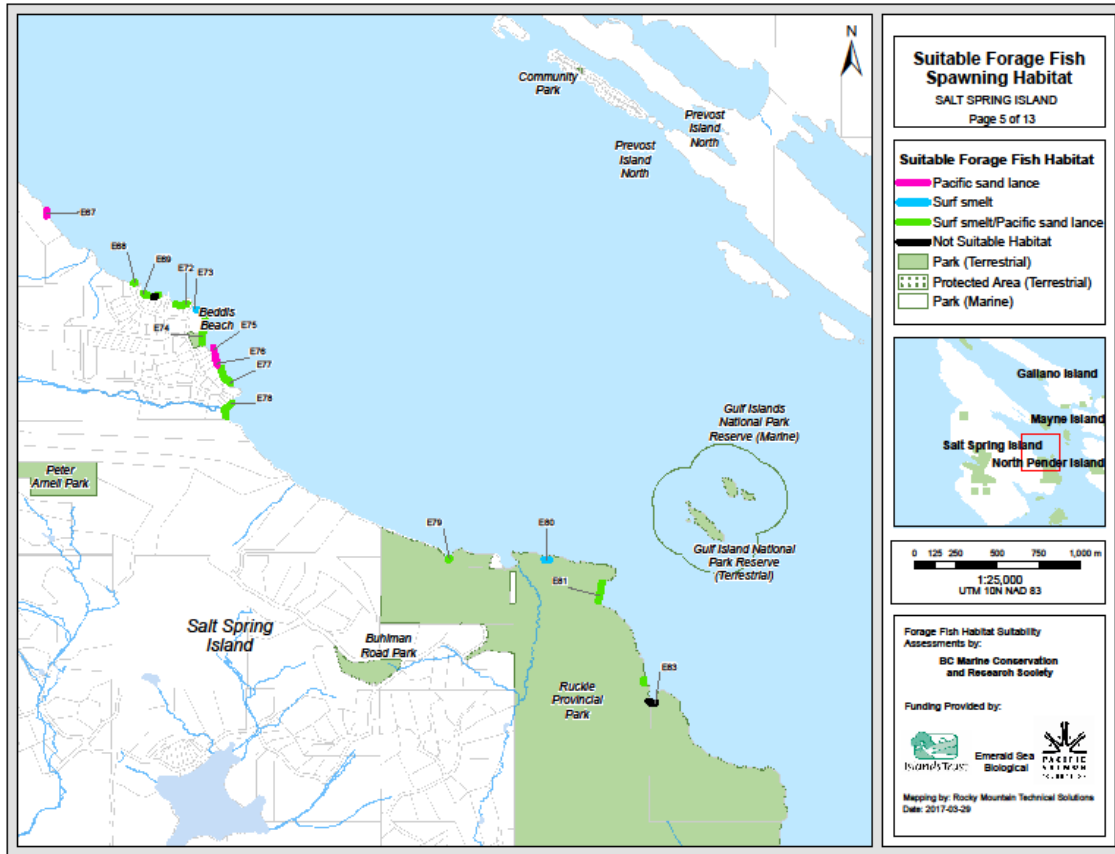 Suitable Forage Fish
Spawning Habitat
SALT SPRING ISLAND
Page 5 of 13
Suitable Forage Fish Habitat
Pacific sand lance
Surf smelt
Surf smelt/Pacific sand lance
Not Suitable Habitat
Park (Terrestrial)
Protected Area (Terrestrial)
Park (Marine)
Galiano Island
Mayne Island
Salt Spring Island
North Pender Island
0 125 250 500 750 1,000 m
1:25,000
UTM 10N NAD 83
Forage Fish Habitat Suitability
Assessments by:
BC Marine Conservation
and Research Society
Funding Provided by:
Islands Trust
Emerald Sea
Biological
PACIFIC
SALMON
Mapping by: Rocky Mountain Technical Solutions
Date: 2017-03-29
N
Community
Park
Prevost
Island
North
Prevost
Island
North
E67
E68
E69
E72
E73
Beddis
Beach
E74
E75
E76
E77
E78
Peter
Arnell Park
Gulf Islands
National Park
Reserve (Marine)
E79
E80
Gulf Island National
Park Reserve
(Terrestrial)
E81
Salt Spring
Island
Buhlman
Road Park
E83
Ruckle
Provincial
Park